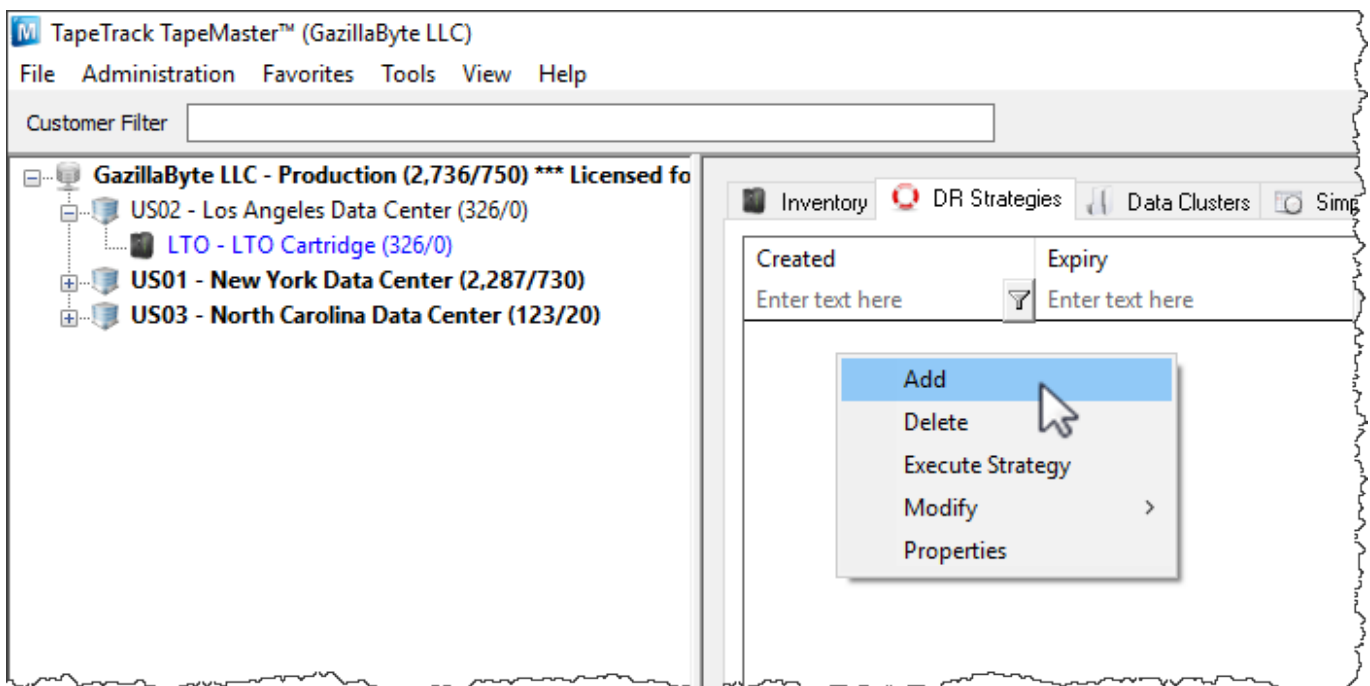 TapeTrack TapeMaster™ (GazillaByte LLC)
File Administration Favorites Tools View Help
Customer Filter
GazillaByte LLC - Production (2,736/750) *** Licensed fo
US02 - Los Angeles Data Center (326/0)
LTO - LTO Cartridge (326/0)
US01 - New York Data Center (2,287/730)
US03 - North Carolina Data Center (123/20)
Inventory DR Strategies Data Clusters Simp
Created Expiry
Enter text here Enter text here
Add
Delete
Execute Strategy
Modify
Properties